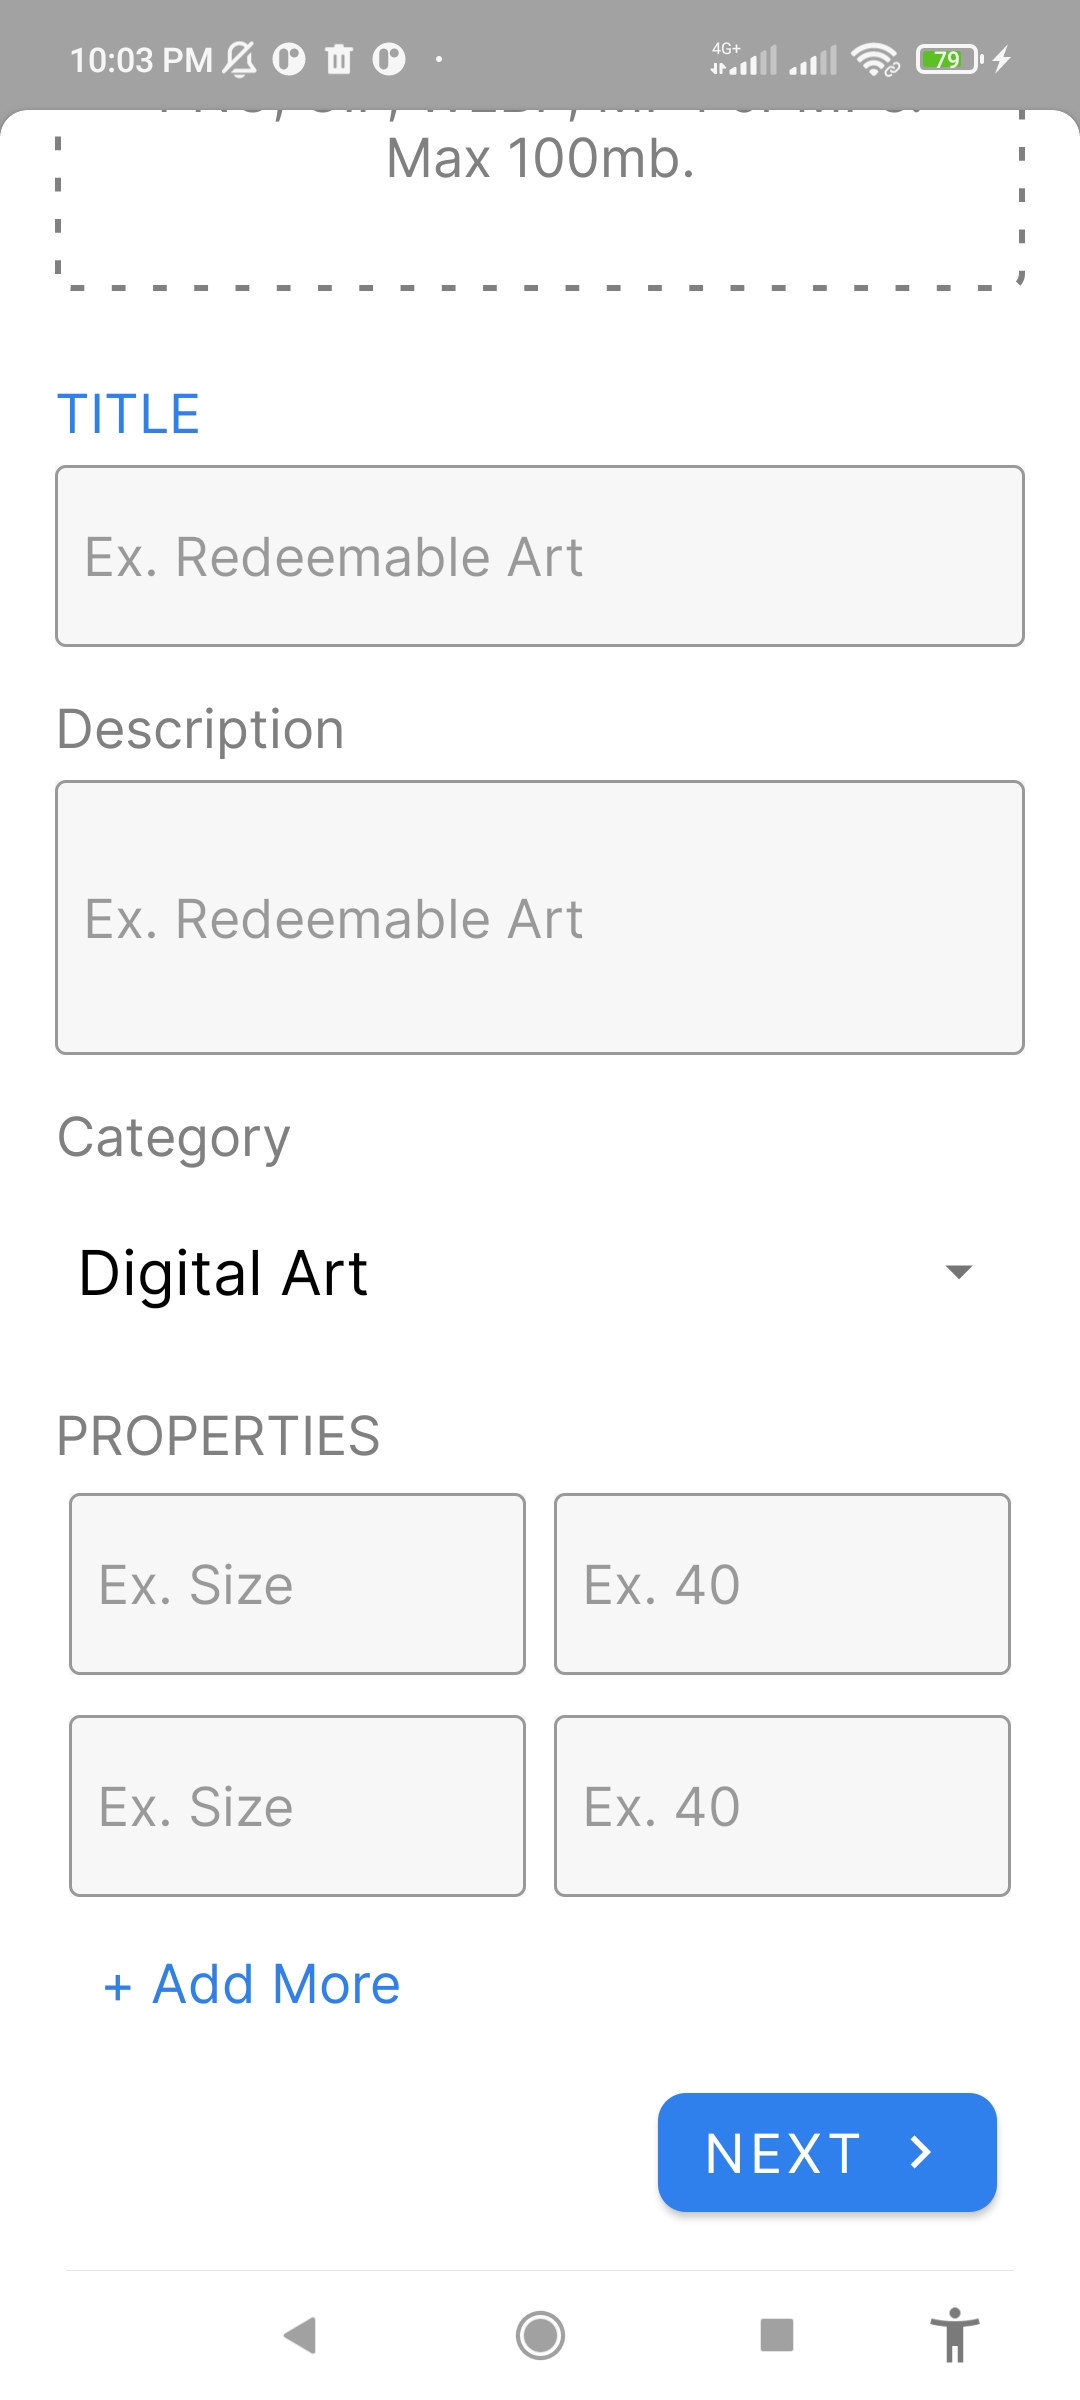 10:03 PM
4G+
79
Max 100mb.
TITLE
Ex. Redeemable Art
Description
Ex. Redeemable Art
Category
Digital Art
PROPERTIES
Ex. Size
Ex. 40
Ex. Size
Ex. 40
+ Add More
NEXT